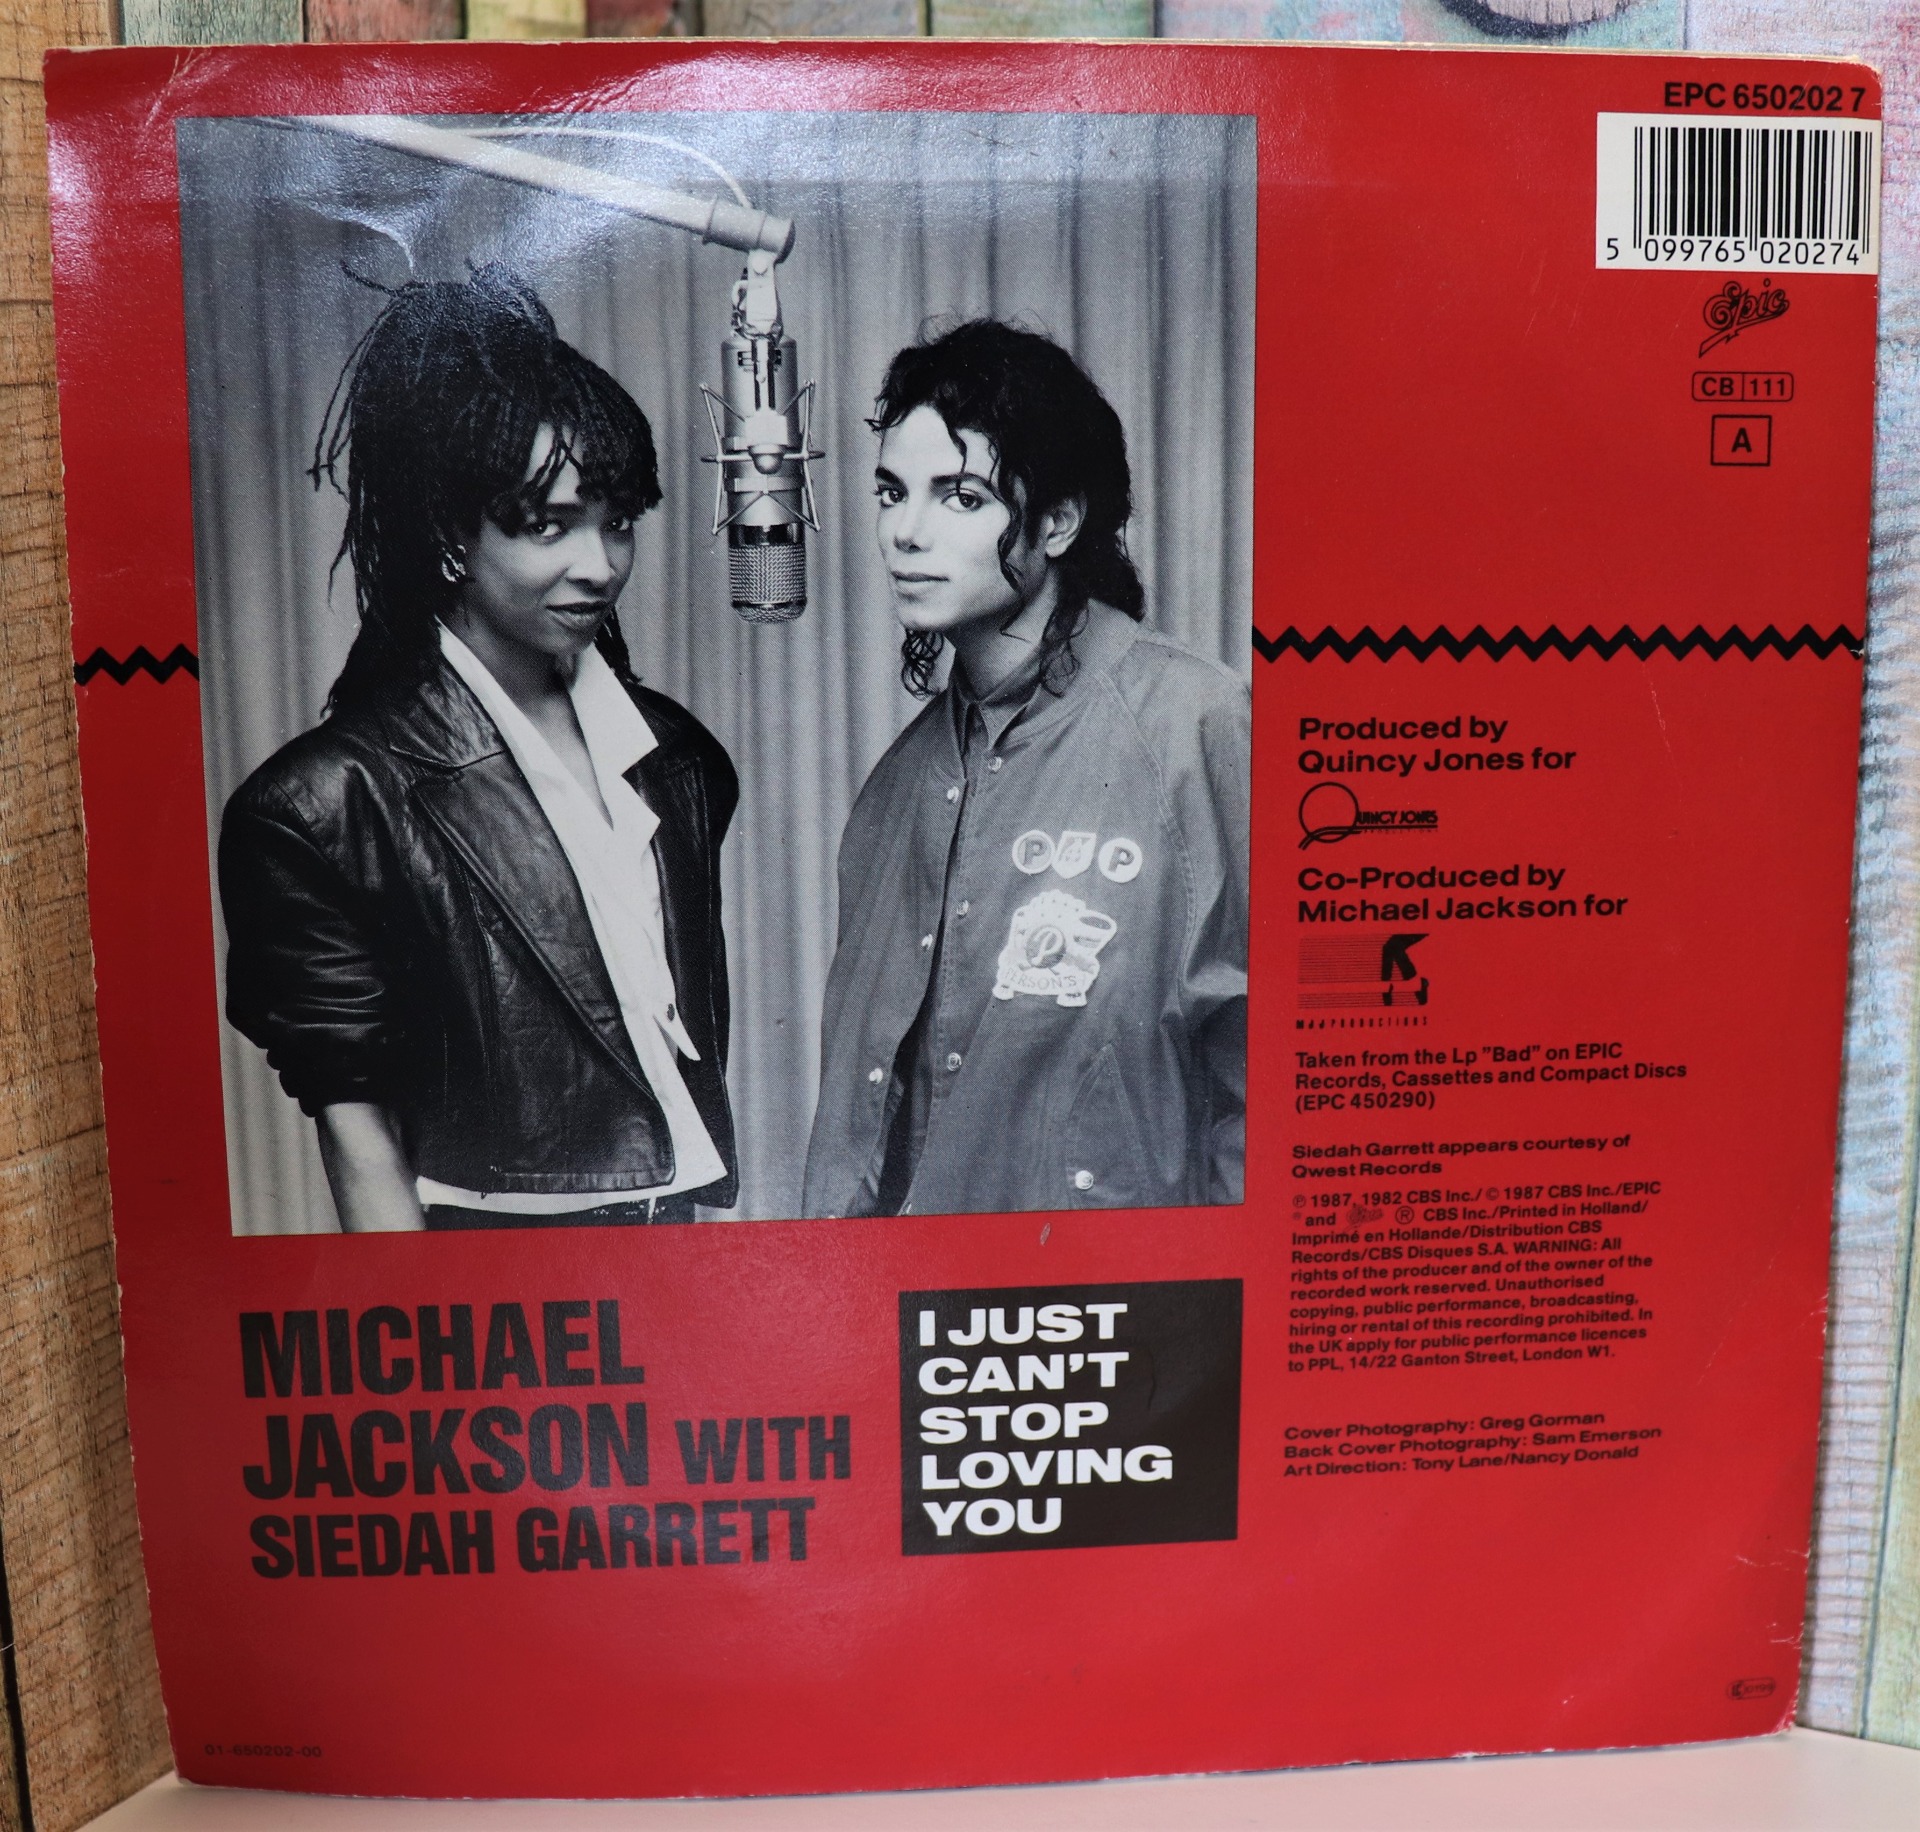 EPC 650202 7
5 099765 020274
Epic
CB 111
A
P P
P
Produced by
Quincy Jones for
QUINCY JONES
PRODUCTIONS
Co-Produced by
Michael Jackson for
MJJ PRODUCTIONS
Taken from the Lp "Bad" on EPIC
Records, Cassettes and Compact Discs
(EPC 450290)
Siedah Garrett appears courtesy of
Qwest Records
℗ 1987, 1982 CBS Inc./ © 1987 CBS Inc./EPIC
and Epic ® CBS Inc./Printed in Holland/
Imprimé en Hollande/Distribution CBS
Records/CBS Disques S.A. WARNING: All
rights of the producer and of the owner of the
recorded work reserved. Unauthorised
copying, public performance, broadcasting,
hiring or rental of this recording prohibited. In
the UK apply for public performance licences
to PPL, 14/22 Ganton Street, London W1.
Cover Photography: Greg Gorman
Back Cover Photography: Sam Emerson
Art Direction: Tony Lane/Nancy Donald
MICHAEL
JACKSON WITH
SIEDAH GARRETT
I JUST
CAN'T
STOP
LOVING
YOU
01-650202-00